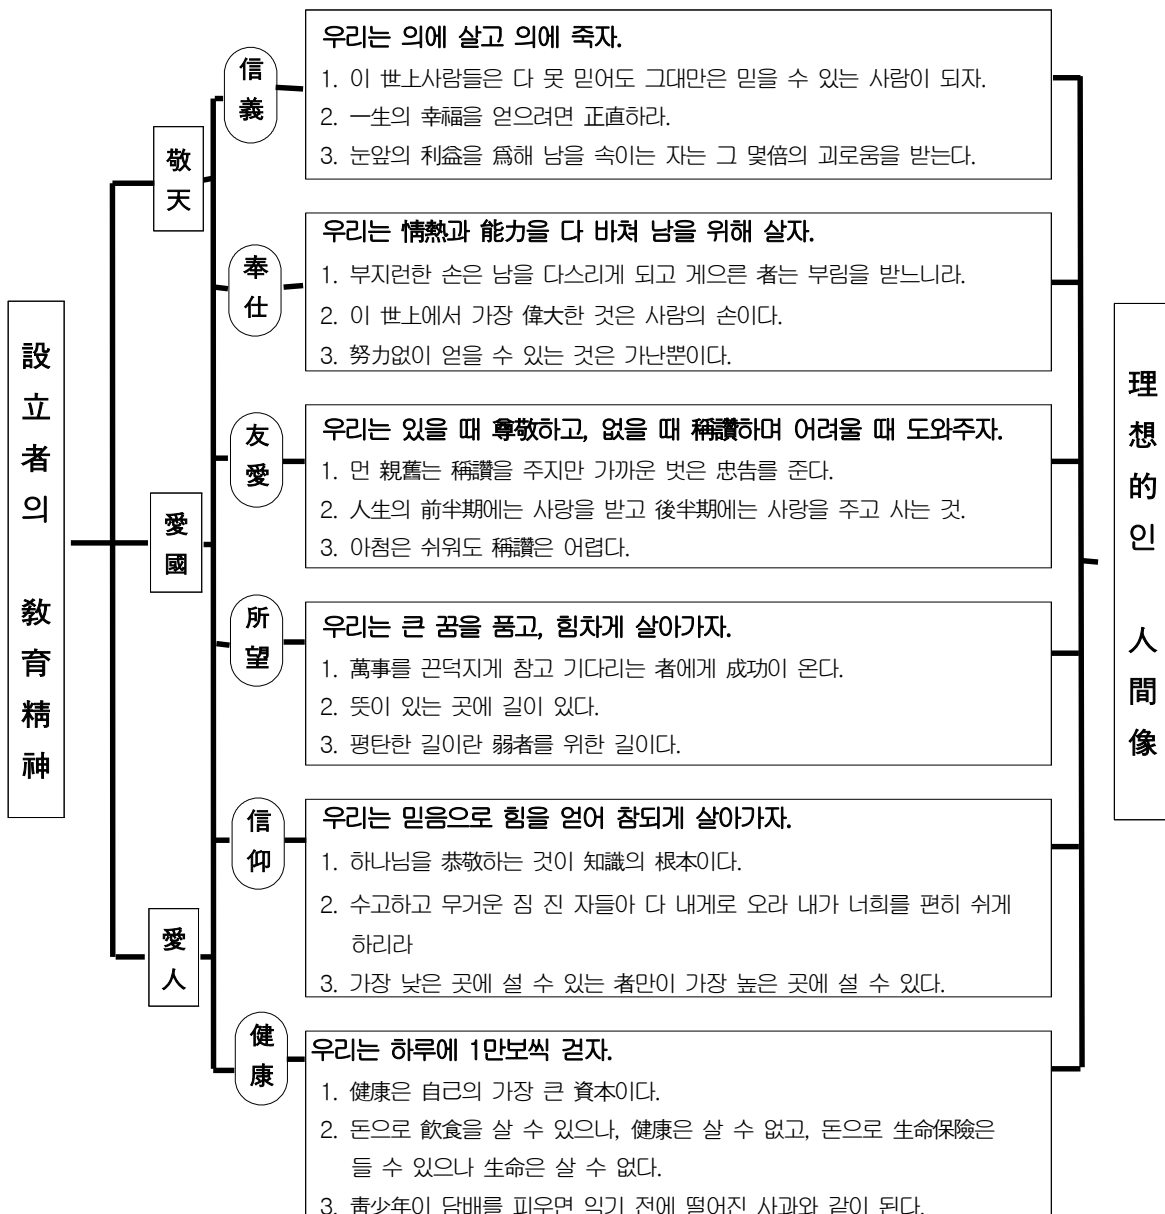 設立者의 敎育精神
敬天
愛國
愛人
信義
우리는 의에 살고 의에 죽자.
1. 이 世上사람들은 다 못 믿어도 그대만은 믿을 수 있는 사람이 되자.
2. 一生의 幸福을 얻으려면 正直하라.
3. 눈앞의 利益을 爲해 남을 속이는 자는 그 몇倍의 괴로움을 받는다.
奉仕
우리는 情熱과 能力을 다 바쳐 남을 위해 살자.
1. 부지런한 손은 남을 다스리게 되고 게으른 者는 부림을 받느니라.
2. 이 世上에서 가장 偉大한 것은 사람의 손이다.
3. 努力없이 얻을 수 있는 것은 가난뿐이다.
友愛
우리는 있을 때 尊敬하고, 없을 때 稱讚하며 어려울 때 도와주자.
1. 먼 親舊는 稱讚을 주지만 가까운 벗은 忠告를 준다.
2. 人生의 前半期에는 사랑을 받고 後半期에는 사랑을 주고 사는 것.
3. 아첨은 쉬워도 稱讚은 어렵다.
所望
우리는 큰 꿈을 품고, 힘차게 살아가자.
1. 萬事를 끈덕지게 참고 기다리는 者에게 成功이 온다.
2. 뜻이 있는 곳에 길이 있다.
3. 평탄한 길이란 弱者를 위한 길이다.
信仰
우리는 믿음으로 힘을 얻어 참되게 살아가자.
1. 하나님을 恭敬하는 것이 知識의 根本이다.
2. 수고하고 무거운 짐 진 자들아 다 내게로 오라 내가 너희를 편히 쉬게
하리라
3. 가장 낮은 곳에 설 수 있는 者만이 가장 높은 곳에 설 수 있다.
健康
우리는 하루에 1만보씩 걷자.
1. 健康은 自己의 가장 큰 資本이다.
2. 돈으로 飮食을 살 수 있으나, 健康은 살 수 없고, 돈으로 生命保險은
들 수 있으나 生命은 살 수 없다.
3. 靑少年이 담배를 피우면 익기 전에 떨어진 사과와 같이 된다.
理想的인 人間像